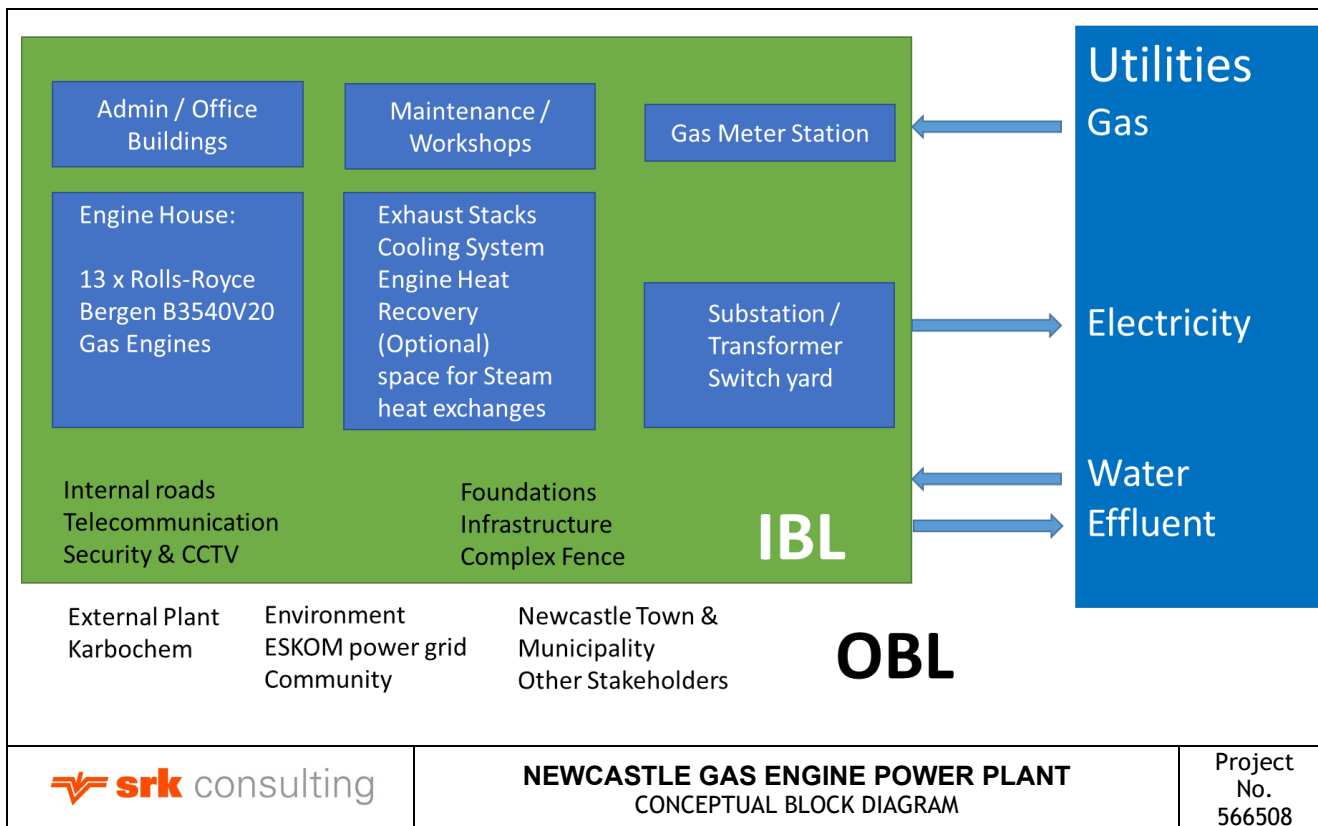 Admin / Office
Buildings
Maintenance /
Workshops
Gas Meter Station
Engine House:
13 x Rolls-Royce
Bergen B3540V20
Gas Engines
Exhaust Stacks
Cooling System
Engine Heat
Recovery
(Optional)
space for Steam
heat exchanges
Substation /
Transformer
Switch yard
Internal roads
Telecommunication
Security & CCTV
Foundations
Infrastructure
Complex Fence
IBL
Utilities
Gas
Electricity
Water
Effluent
External Plant
Karbochem
Environment
ESKOM power grid
Community
Newcastle Town &
Municipality
Other Stakeholders
OBL
srk consulting
NEWCASTLE GAS ENGINE POWER PLANT
CONCEPTUAL BLOCK DIAGRAM
Project
No.
566508